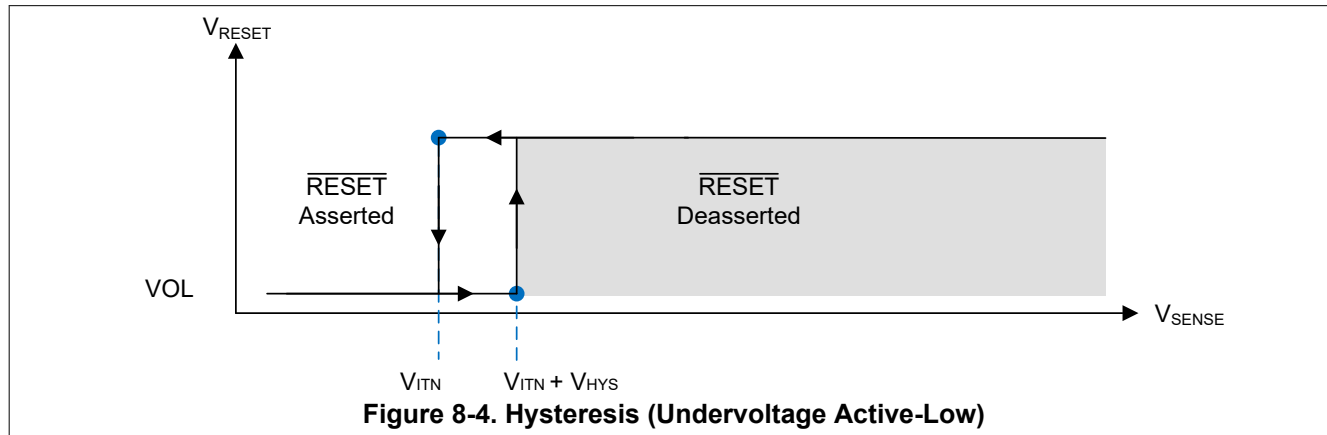 VRESET
RESET
Asserted
RESET
Deasserted
VOL
VSENSE
VITN
VITN + VHYS
Figure 8-4. Hysteresis (Undervoltage Active-Low)